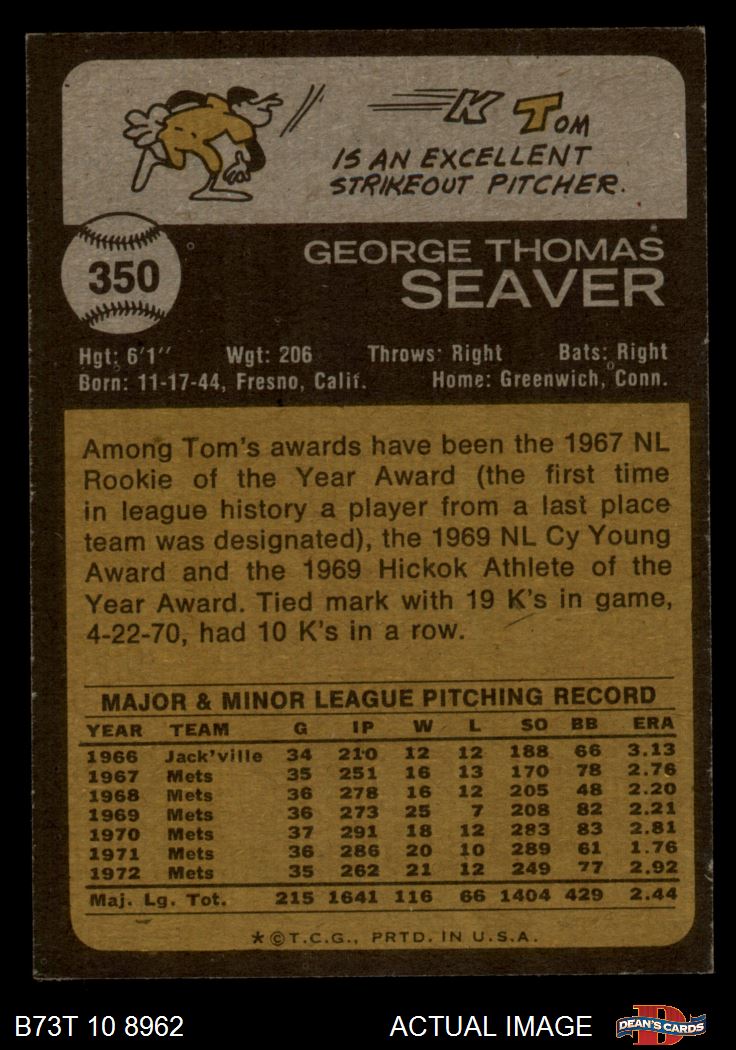 K TOM
IS AN EXCELLENT
STRIKEOUT PITCHER.
350
GEORGE THOMAS
SEAVER
Hgt: 6'1" Wgt: 206 Throws: Right Bats: Right
Born: 11-17-44, Fresno, Calif. Home: Greenwich, Conn.
Among Tom's awards have been the 1967 NL
Rookie of the Year Award (the first time
in league history a player from a last place
team was designated), the 1969 NL Cy Young
Award and the 1969 Hickok Athlete of the
Year Award. Tied mark with 19 K's in game,
4-22-70, had 10 K's in a row.
MAJOR & MINOR LEAGUE PITCHING RECORD
YEAR TEAM G IP W L SO BB ERA
1966 Jack'ville 34 210 12 12 188 66 3.13
1967 Mets 35 251 16 13 170 78 2.76
1968 Mets 36 278 16 12 205 48 2.20
1969 Mets 36 273 25 7 208 82 2.21
1970 Mets 37 291 18 12 283 83 2.81
1971 Mets 36 286 20 10 289 61 1.76
1972 Mets 35 262 21 12 249 77 2.92
Maj. Lg. Tot. 215 1641 116 66 1404 429 2.44
*©T.C.G., PRTD. IN U.S.A.
B73T 10 8962 ACTUAL IMAGE D DEAN'S CARDS